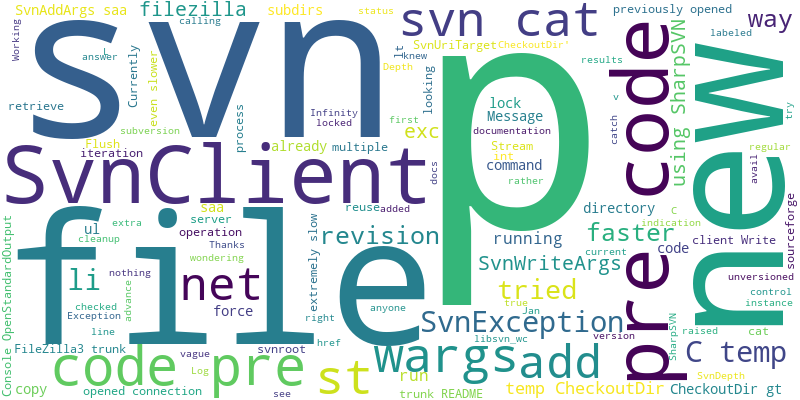 SvnAddArgs saa
filezilla
subdirs
calling
status
svn cat
previously opened
way
Working
answer
L
Currently
even slower
lt
knew
SvnUriTarget
CheckoutDir'
labeled
svn
p
pre code
new
using SharpSVN
retrieve
process
Infinity
locked
Depth
looking
results
lock
Message
v
try
subversion
first
documentation
catch
Flush
already
multiple
exc
Stream
int
command
regular
iteration
docs
rather
avail
SvnClient
saa
reuse
added
directory
c
indication
sourceforge
Console OpenStandardOutput
ul
server
extra
operation
revision
running
faster
code
client Write
cleanup
Thanks
wondering
extremely slow
current
li
net
nothing
SvnWriteArgs
unversioned
file
checked
Exception
advance
force
anyone
tried
control
instance
true
line
right
SvnException
Jan
version
SharpSVN
raised
FileZilla3 trunk
svnroot
href
libsvn_wc
cat
code pre
vague
Log
st
wargs
add
C temp
SvnDepth
copy
opened connection
see
run
trunk README
temp CheckoutDir
CheckoutDir gt